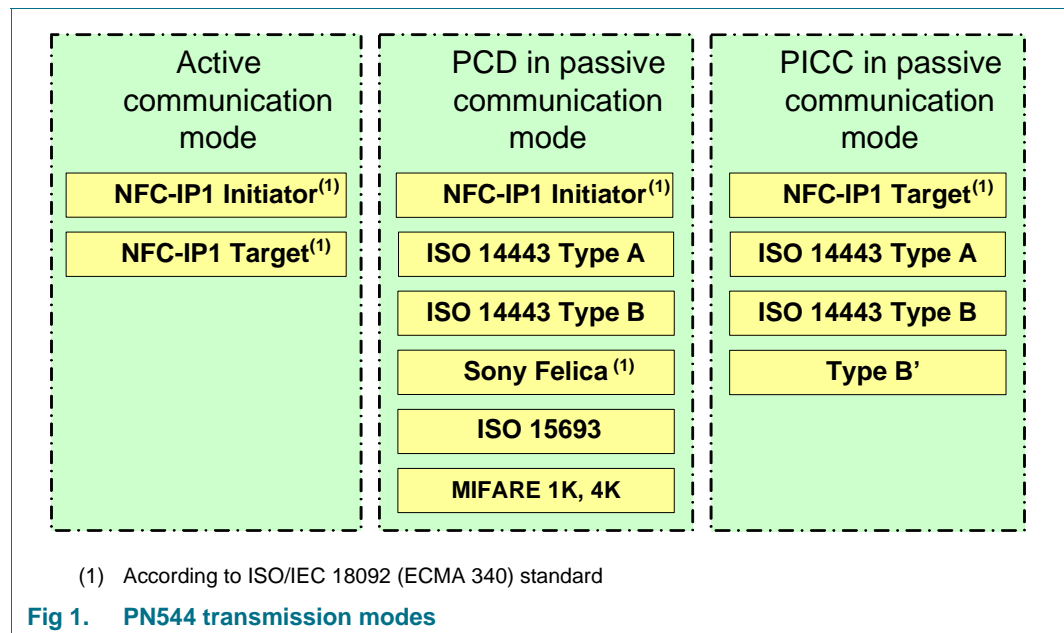 Active
communication
mode
NFC-IP1 Initiator(1)
NFC-IP1 Target(1)
PCD in passive
communication
mode
NFC-IP1 Initiator(1)
ISO 14443 Type A
ISO 14443 Type B
Sony Felica (1)
ISO 15693
MIFARE 1K, 4K
PICC in passive
communication
mode
NFC-IP1 Target(1)
ISO 14443 Type A
ISO 14443 Type B
Type B’
(1) According to ISO/IEC 18092 (ECMA 340) standard
Fig 1. PN544 transmission modes